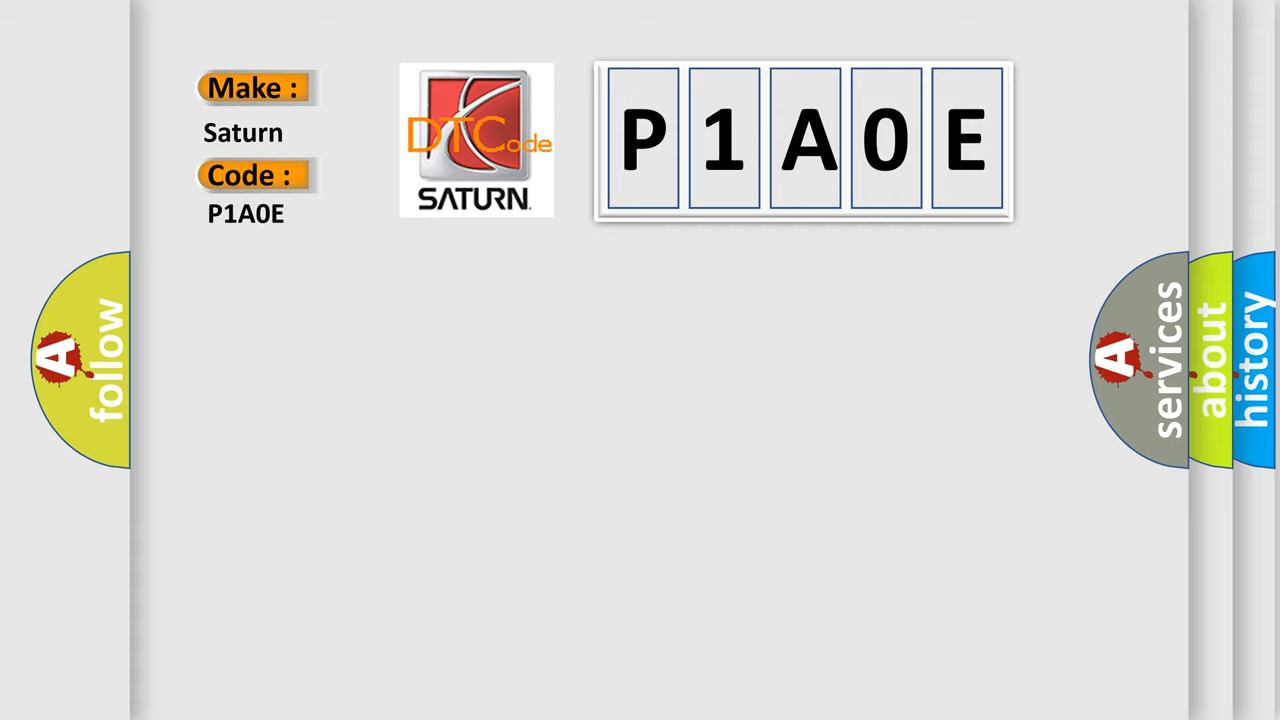 Make :
Saturn
Code :
P1A0E
DTCode
SATURN.
P 1 A 0 E
A
follow
A
services
about
history